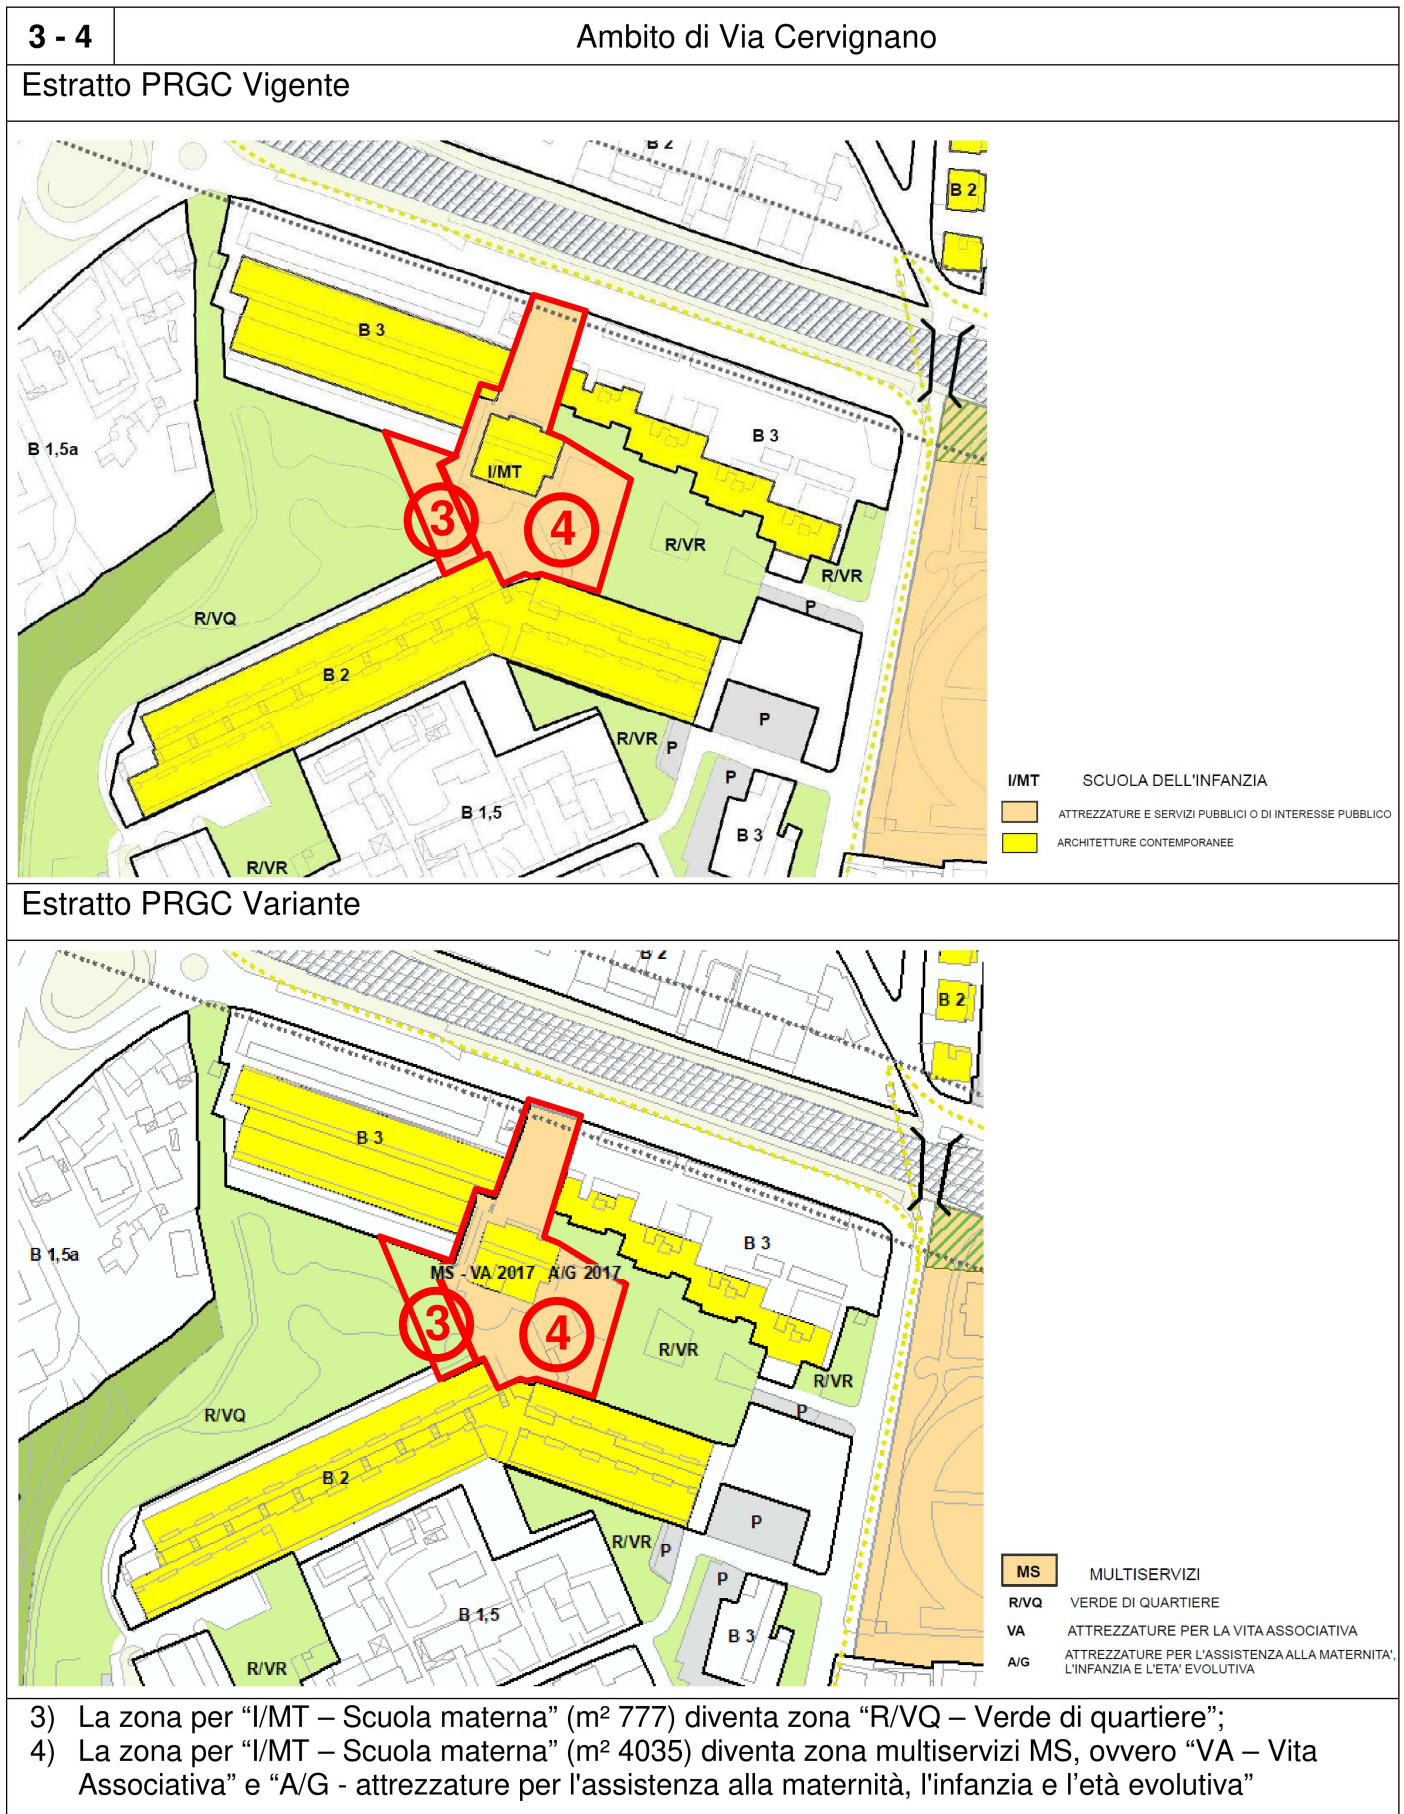 3 - 4
Ambito di Via Cervignano
Estratto PRGC Vigente
B 2
B 2
B 3
B 1,5a
I/MT
B 3
3
4
R/VR
R/VR
P
R/VQ
B 2
P
R/VR
P
P
B 1,5
B 3
R/VR
I/MT SCUOLA DELL'INFANZIA
ATTREZZATURE E SERVIZI PUBBLICI O DI INTERESSE PUBBLICO
ARCHITETTURE CONTEMPORANEE
Estratto PRGC Variante
B 2
B 2
B 3
B 1,5a
B 3
MS - VA 2017 A/G 2017
3
4
R/VR
R/VR
P
R/VQ
B 2
P
R/VR
P
P
B 1,5
B 3
R/VR
MS MULTISERVIZI
R/VQ VERDE DI QUARTIERE
VA ATTREZZATURE PER LA VITA ASSOCIATIVA
A/G ATTREZZATURE PER L'ASSISTENZA ALLA MATERNITA',
L'INFANZIA E L'ETA' EVOLUTIVA
3) La zona per “I/MT – Scuola materna” (m² 777) diventa zona “R/VQ – Verde di quartiere”;
4) La zona per “I/MT – Scuola materna” (m² 4035) diventa zona multiservizi MS, ovvero “VA – Vita
Associativa” e “A/G - attrezzature per l'assistenza alla maternità, l'infanzia e l’età evolutiva”